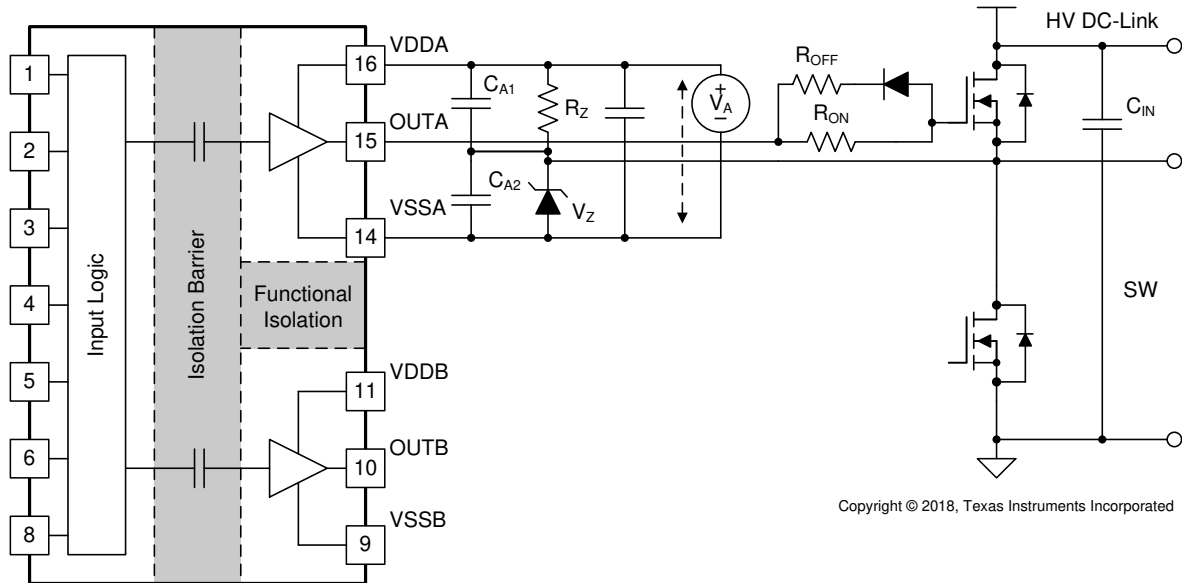 1
2
3
4
5
6
8
Input Logic
Isolation Barrier
Functional
Isolation
16
VDDA
15
OUTA
14
VSSA
11
VDDB
10
OUTB
9
VSSB
CA1
CA2
RZ
VZ
+
VA
−
ROFF
RON
HV DC-Link
CIN
SW
Copyright © 2018, Texas Instruments Incorporated